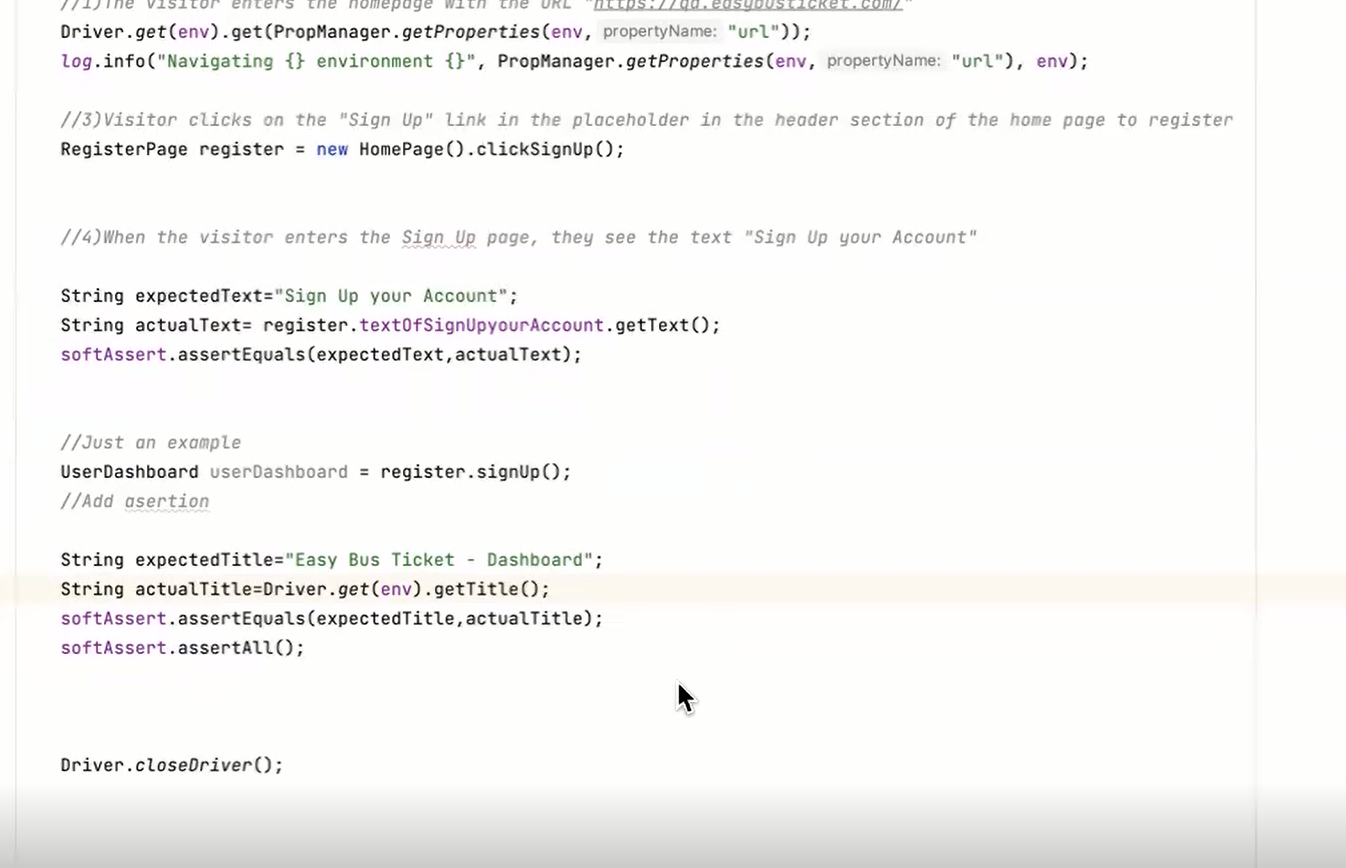 //1)The visitor enters the homepage with the URL "https://qa.easybusticket.com/"
Driver.get(env).get(PropManager.getProperties(env, propertyName: "url"));
log.info("Navigating {} environment {}", PropManager.getProperties(env, propertyName: "url"), env);
//3)Visitor clicks on the "Sign Up" link in the placeholder in the header section of the home page to register
RegisterPage register = new HomePage().clickSignUp();
//4)When the visitor enters the Sign Up page, they see the text "Sign Up your Account"
String expectedText="Sign Up your Account";
String actualText= register.textOfSignUpyourAccount.getText();
softAssert.assertEquals(expectedText,actualText);
//Just an example
UserDashboard userDashboard = register.signUp();
//Add asertion
String expectedTitle="Easy Bus Ticket - Dashboard";
String actualTitle=Driver.get(env).getTitle();
softAssert.assertEquals(expectedTitle,actualTitle);
softAssert.assertAll();
Driver.closeDriver();